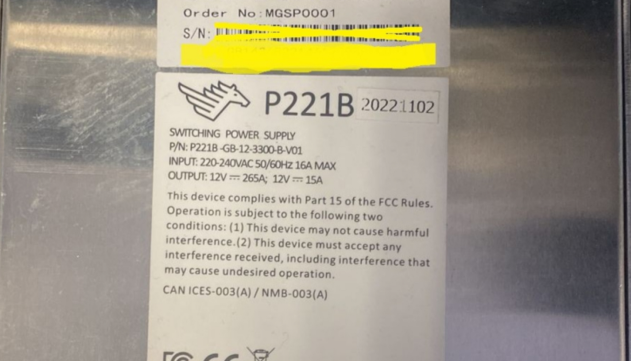 Order No:MGSP0001
S/N:
P221B 20221102
SWITCHING POWER SUPPLY
P/N: P221B -GB-12-3300-B-V01
INPUT: 220-240VAC 50/60Hz 16A MAX
OUTPUT: 12V ⎓ 265A; 12V ⎓ 15A
This device complies with Part 15 of the FCC Rules.
Operation is subject to the following two
conditions: (1) This device may not cause harmful
interference.(2) This device must accept any
interference received, including interference that
may cause undesired operation.
CAN ICES-003(A) / NMB-003(A)
FC CE